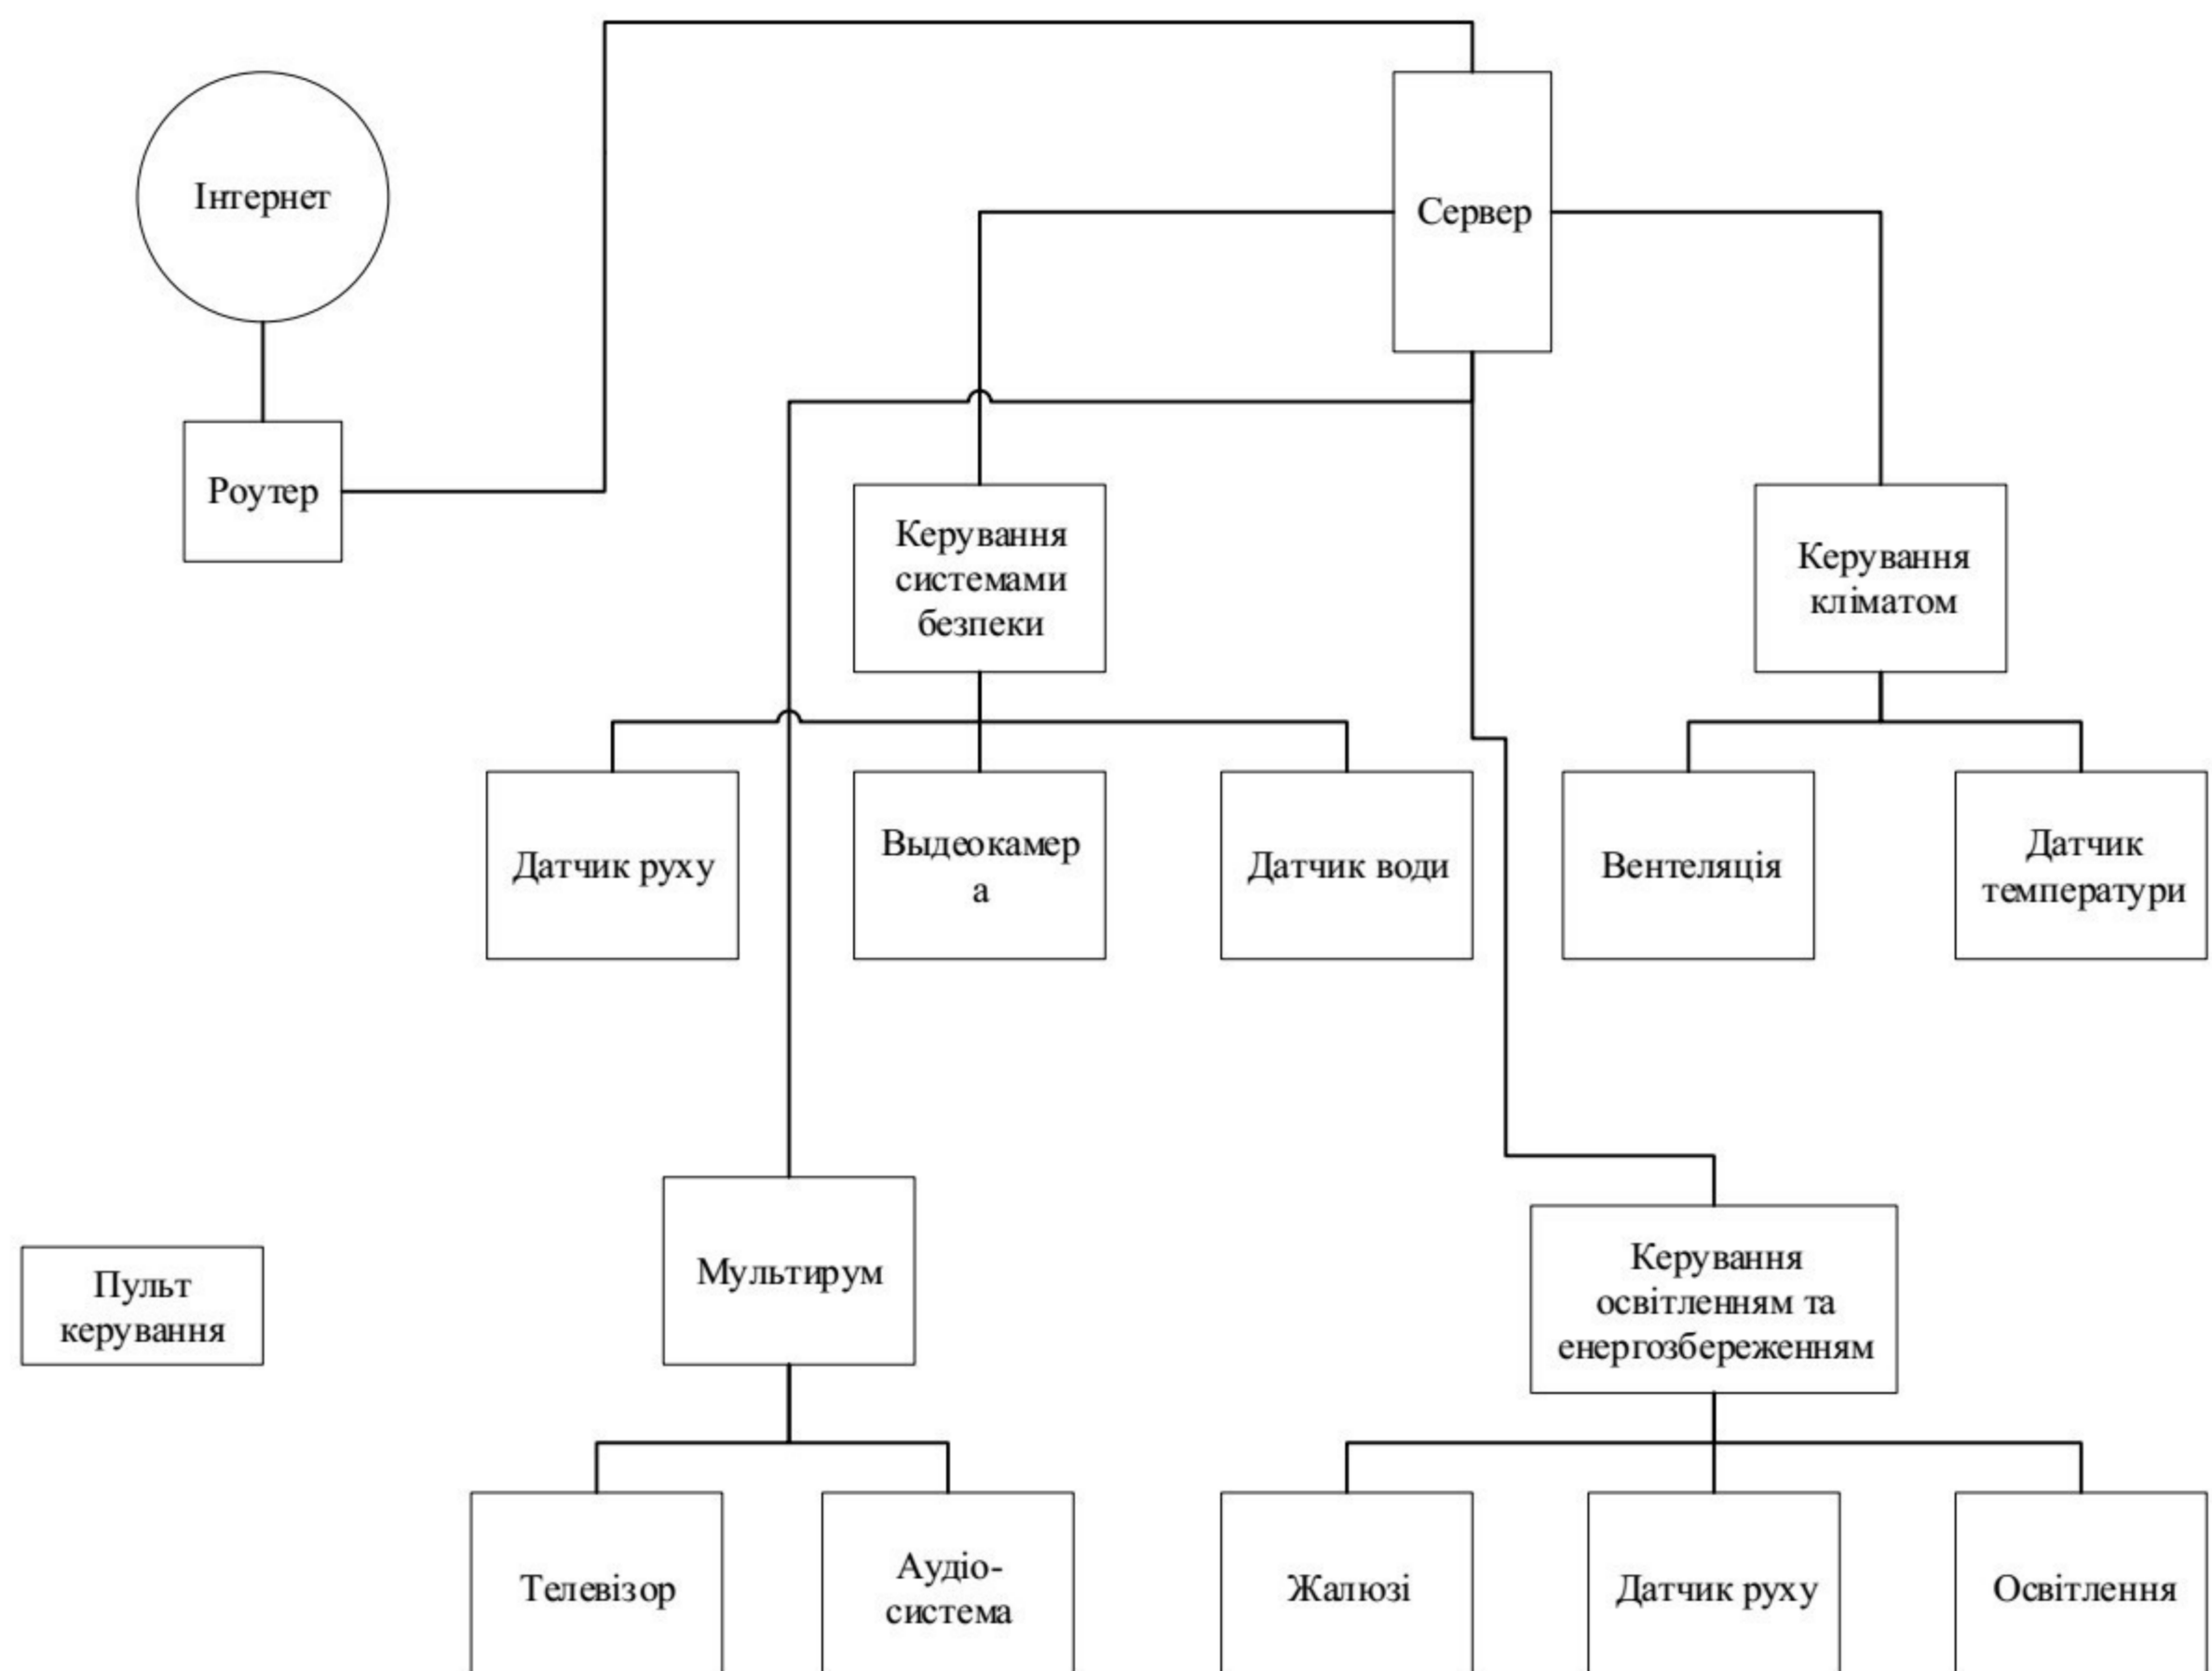 Інтернет
Сервер
Роутер
Керування
системами
безпеки
Керування
кліматом
Датчик руху
Выдеокамер
а
Датчик води
Вентеляція
Датчик
температури
Пульт
керування
Мультирум
Керування
освітленням та
енергозбереженням
Телевізор
Аудіо-
система
Жалюзі
Датчик руху
Освітлення